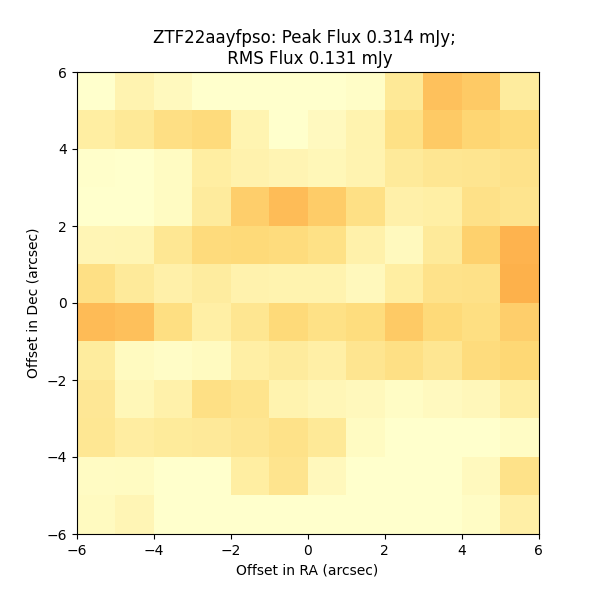 ZTF22aayfpso: Peak Flux 0.314 mJy;
RMS Flux 0.131 mJy
6
4
2
0
−2
−4
−6
Offset in Dec (arcsec)
−6 −4 −2 0 2 4 6
Offset in RA (arcsec)